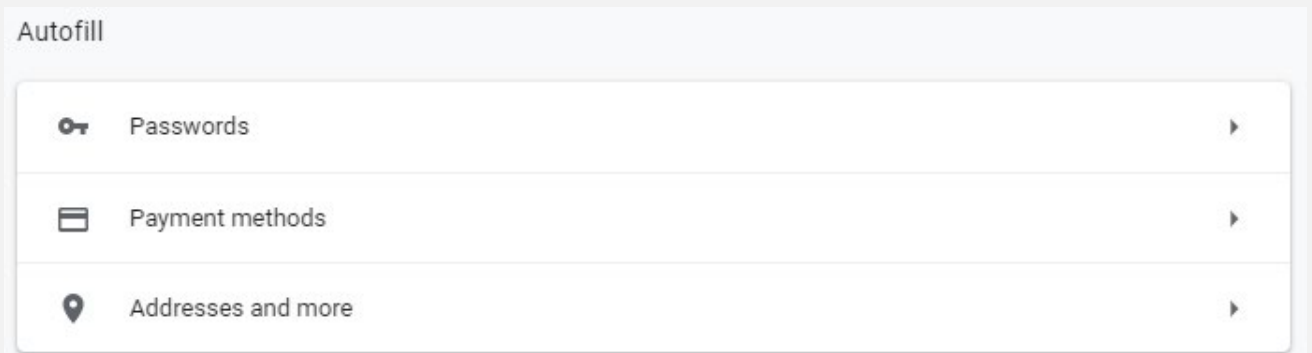 Autofill
Passwords
Payment methods
Addresses and more